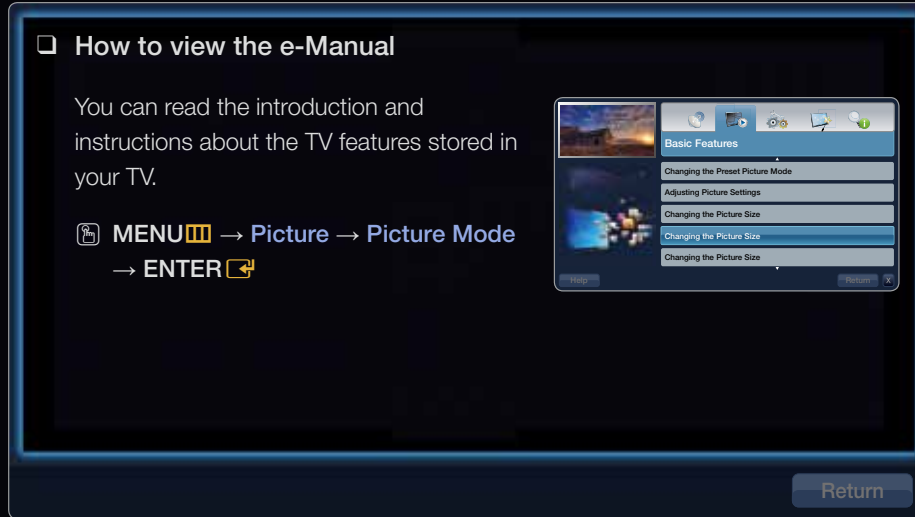 ❑ How to view the e-Manual
You can read the introduction and
instructions about the TV features stored in
your TV.
MENU → Picture → Picture Mode
→ ENTER
Basic Features
Changing the Preset Picture Mode
Adjusting Picture Settings
Changing the Picture Size
Changing the Picture Size
Changing the Picture Size
Help Return X
Return